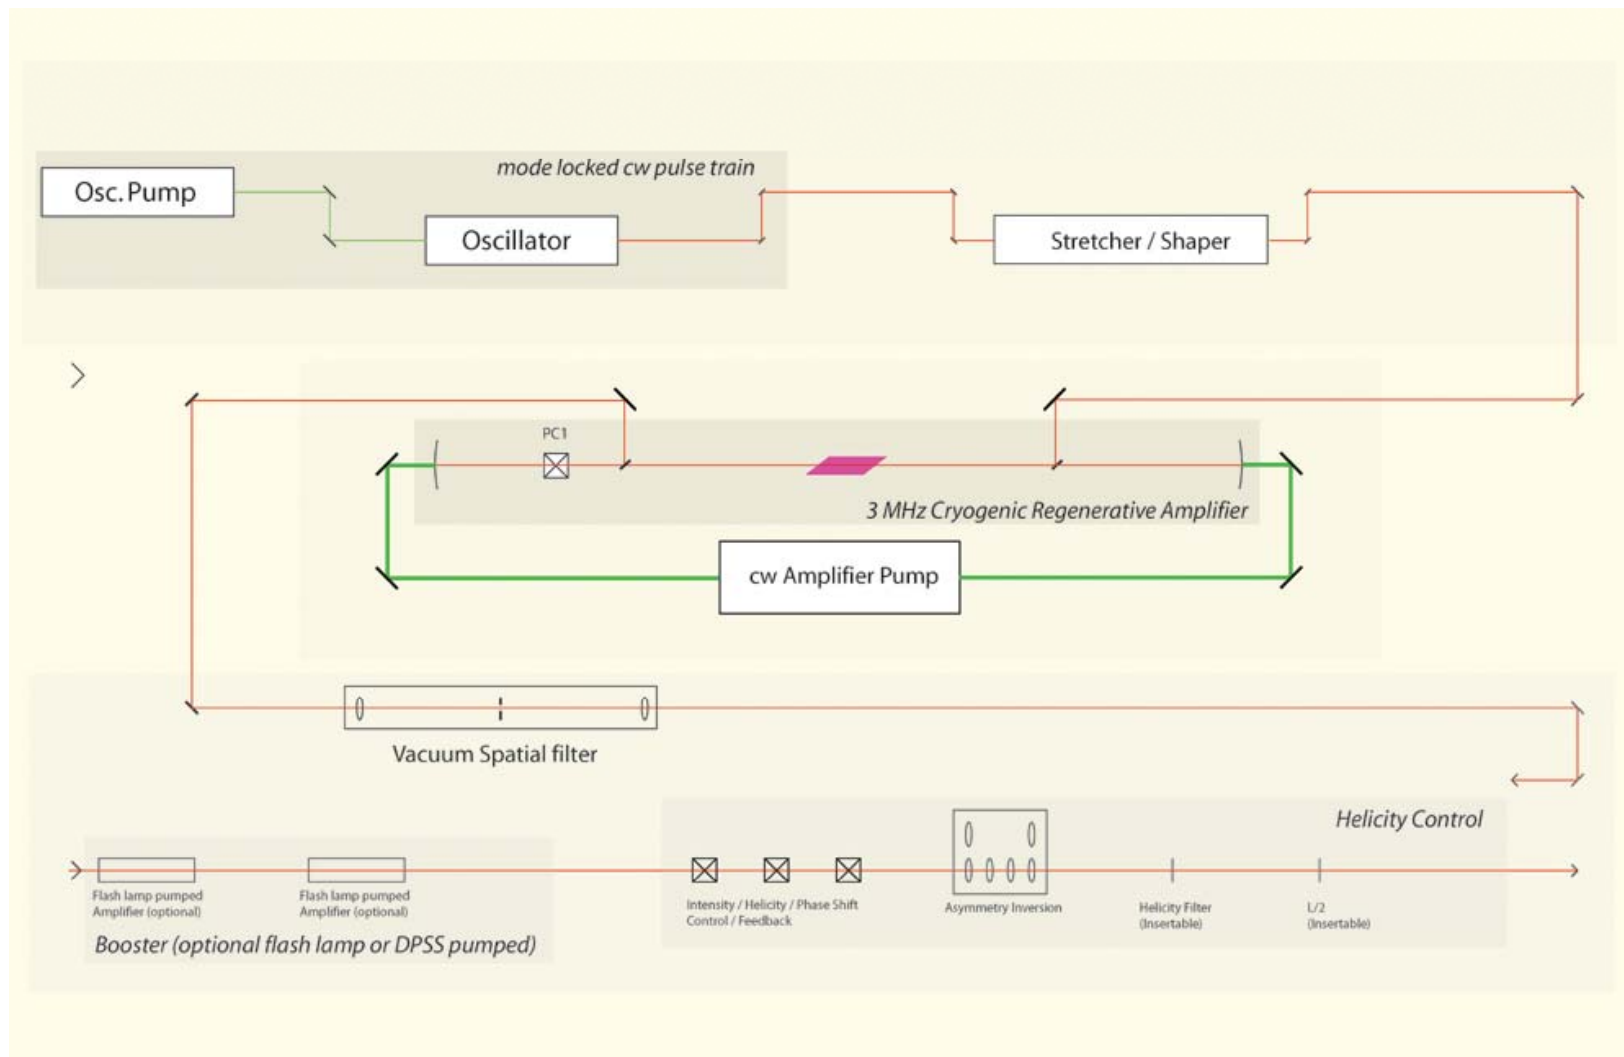 mode locked cw pulse train
Osc. Pump
Oscillator
Stretcher / Shaper
PC1
3 MHz Cryogenic Regenerative Amplifier
cw Amplifier Pump
Vacuum Spatial filter
Helicity Control
Flash lamp pumped
Amplifier (optional)
Flash lamp pumped
Amplifier (optional)
Booster (optional flash lamp or DPSS pumped)
Intensity / Helicity / Phase Shift
Control / Feedback
Asymmetry Inversion
Helicity Filter
(Insertable)
L/2
(Insertable)